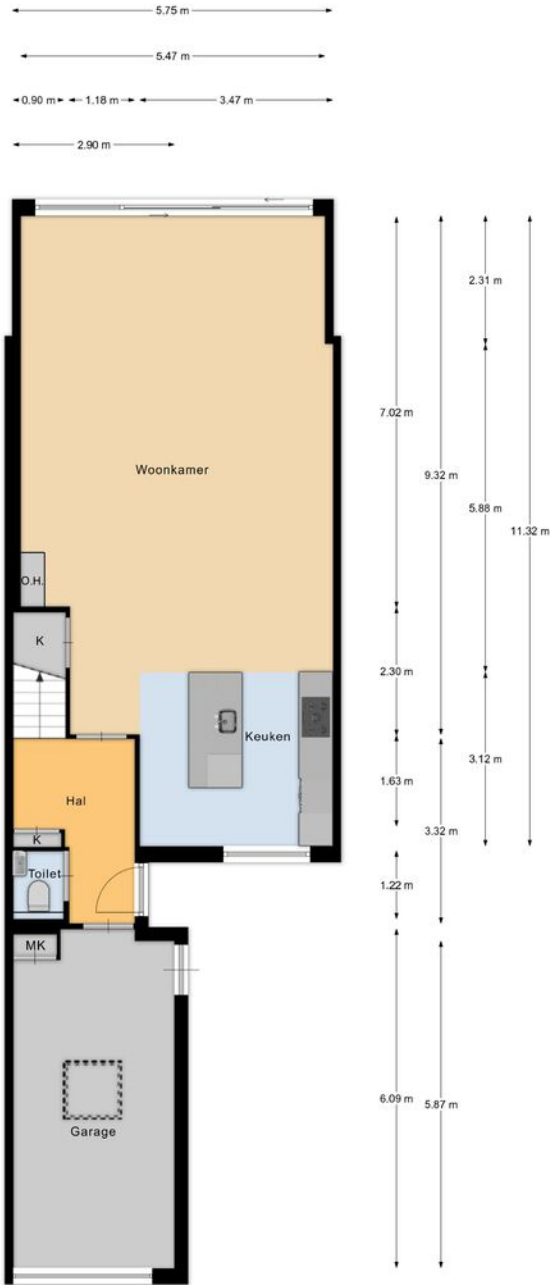 5.75 m
5.47 m
0.90 m 1.18 m 3.47 m
2.90 m
2.31 m
7.02 m
Woonkamer
9.32 m
5.88 m
11.32 m
O.H.
K
2.30 m
Keuken
3.12 m
1.63 m
Hal
3.32 m
K
Toilet
1.22 m
MK
6.09 m
5.87 m
Garage